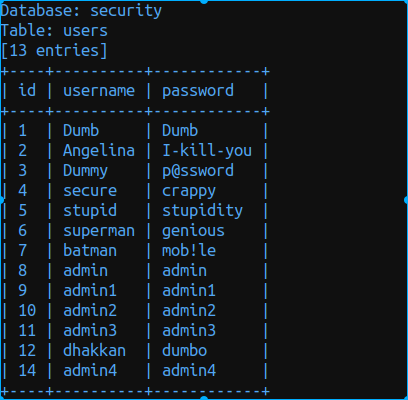 Database: security
Table: users
[13 entries]
+----+----------+------------+
| id | username | password   |
+----+----------+------------+
| 1  | Dumb     | Dumb       |
| 2  | Angelina | I-kill-you |
| 3  | Dummy    | p@ssword   |
| 4  | secure   | crappy     |
| 5  | stupid   | stupidity  |
| 6  | superman | genious    |
| 7  | batman   | mob!le     |
| 8  | admin    | admin      |
| 9  | admin1   | admin1     |
| 10 | admin2   | admin2     |
| 11 | admin3   | admin3     |
| 12 | dhakkan  | dumbo      |
| 14 | admin4   | admin4     |
+----+----------+------------+